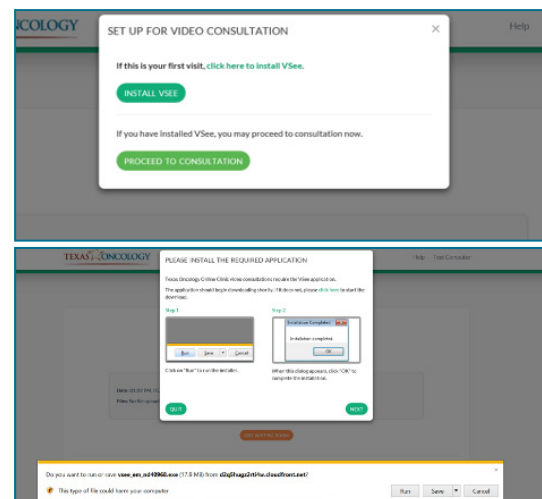 NCOLOGY
Help
SET UP FOR VIDEO CONSULTATION
×
If this is your first visit, click here to install VSee.
INSTALL VSEE
If you have installed VSee, you may proceed to consultation now.
PROCEED TO CONSULTATION
TEXAS ONCOLOGY
Help Test Computer
PLEASE INSTALL THE REQUIRED APPLICATION
Texas Oncology Online Clinic video consultations require the VSee application.
The application should begin downloading shortly. If it does not, please click here to start the
download.
Step 1
Step 2
Run Save Cancel
Installation Completed
Installation completed.
OK
Click on "Run" to run the installer.
When this dialog appears, click "OK" to
complete the installation.
QUIT
NEXT
Do you want to run or save vsee_em_nd40960.exe (17.9 MB) from
This type of file could harm your computer
Run Save Cancel